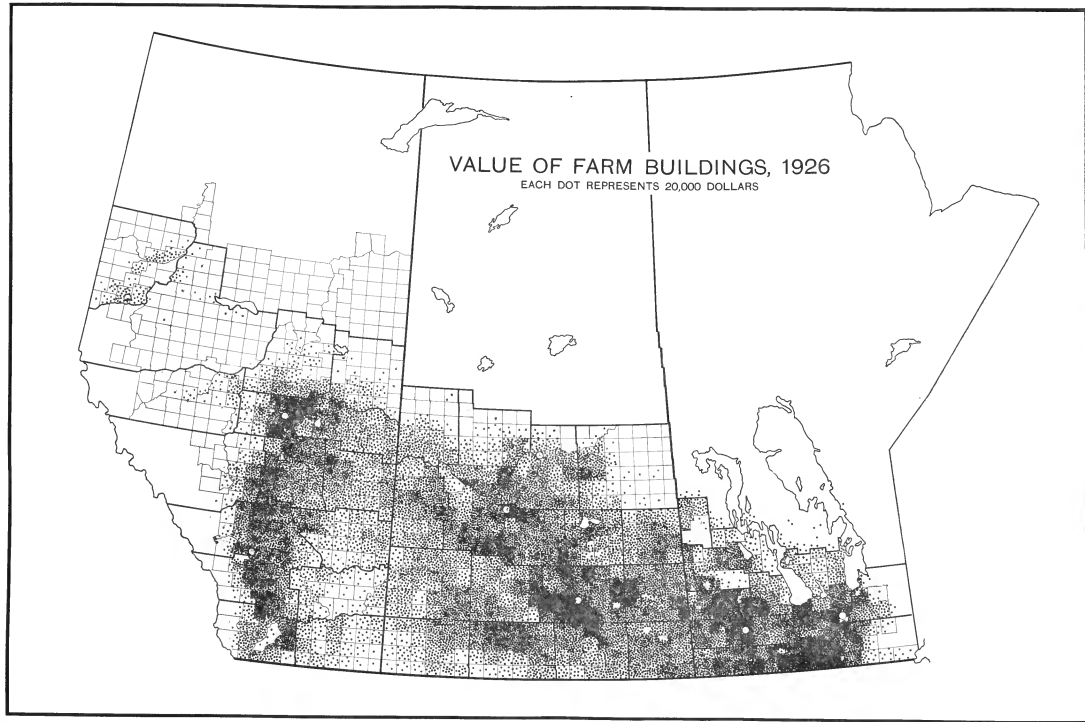 VALUE OF FARM BUILDINGS, 1926
EACH DOT REPRESENTS 20,000 DOLLARS